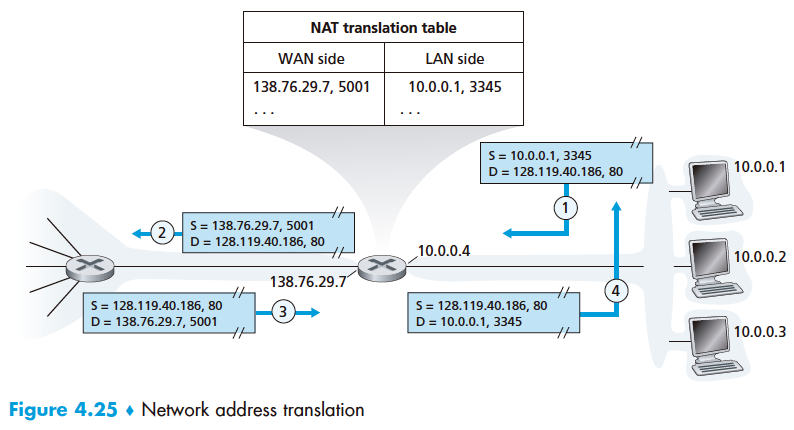 NAT translation table
WAN side
LAN side
138.76.29.7, 5001
10.0.0.1, 3345
. . .
. . .
S = 10.0.0.1, 3345
D = 128.119.40.186, 80
10.0.0.1
1
2
S = 138.76.29.7, 5001
D = 128.119.40.186, 80
10.0.0.4
10.0.0.2
138.76.29.7
4
S = 128.119.40.186, 80
D = 138.76.29.7, 5001
3
S = 128.119.40.186, 80
D = 10.0.0.1, 3345
10.0.0.3
Figure 4.25 ♦ Network address translation